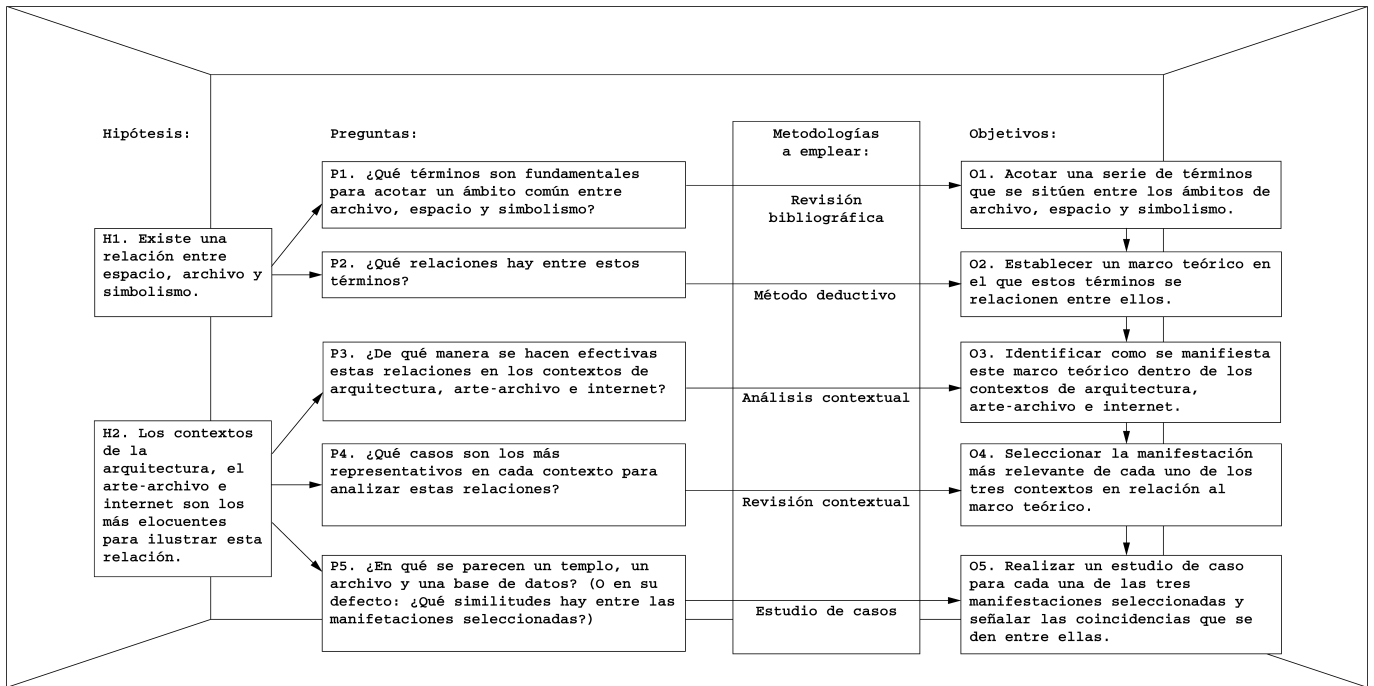 Hipótesis:
H1. Existe una
relación entre
espacio, archivo y
simbolismo.
H2. Los contextos
de la
arquitectura, el
arte-archivo e
internet son los
más elocuentes
para ilustrar esta
relación.
Preguntas:
P1. ¿Qué términos son fundamentales
para acotar un ámbito común entre
archivo, espacio y simbolismo?
P2. ¿Qué relaciones hay entre estos
términos?
P3. ¿De qué manera se hacen efectivas
estas relaciones en los contextos de
arquitectura, arte-archivo e internet?
P4. ¿Qué casos son los más
representativos en cada contexto para
analizar estas relaciones?
P5. ¿En qué se parecen un templo, un
archivo y una base de datos? (O en su
defecto: ¿Qué similitudes hay entre las
manifetaciones seleccionadas?)
Metodologías
a emplear:
Revisión
bibliográfica
Método deductivo
Análisis contextual
Revisión contextual
Estudio de casos
Objetivos:
O1. Acotar una serie de términos
que se sitúen entre los ámbitos de
archivo, espacio y simbolismo.
O2. Establecer un marco teórico en
el que estos términos se
relacionen entre ellos.
O3. Identificar como se manifiesta
este marco teórico dentro de los
contextos de arquitectura,
arte-archivo e internet.
O4. Seleccionar la manifestación
más relevante de cada uno de los
tres contextos en relación al
marco teórico.
O5. Realizar un estudio de caso
para cada una de las tres
manifestaciones seleccionadas y
señalar las coincidencias que se
den entre ellas.